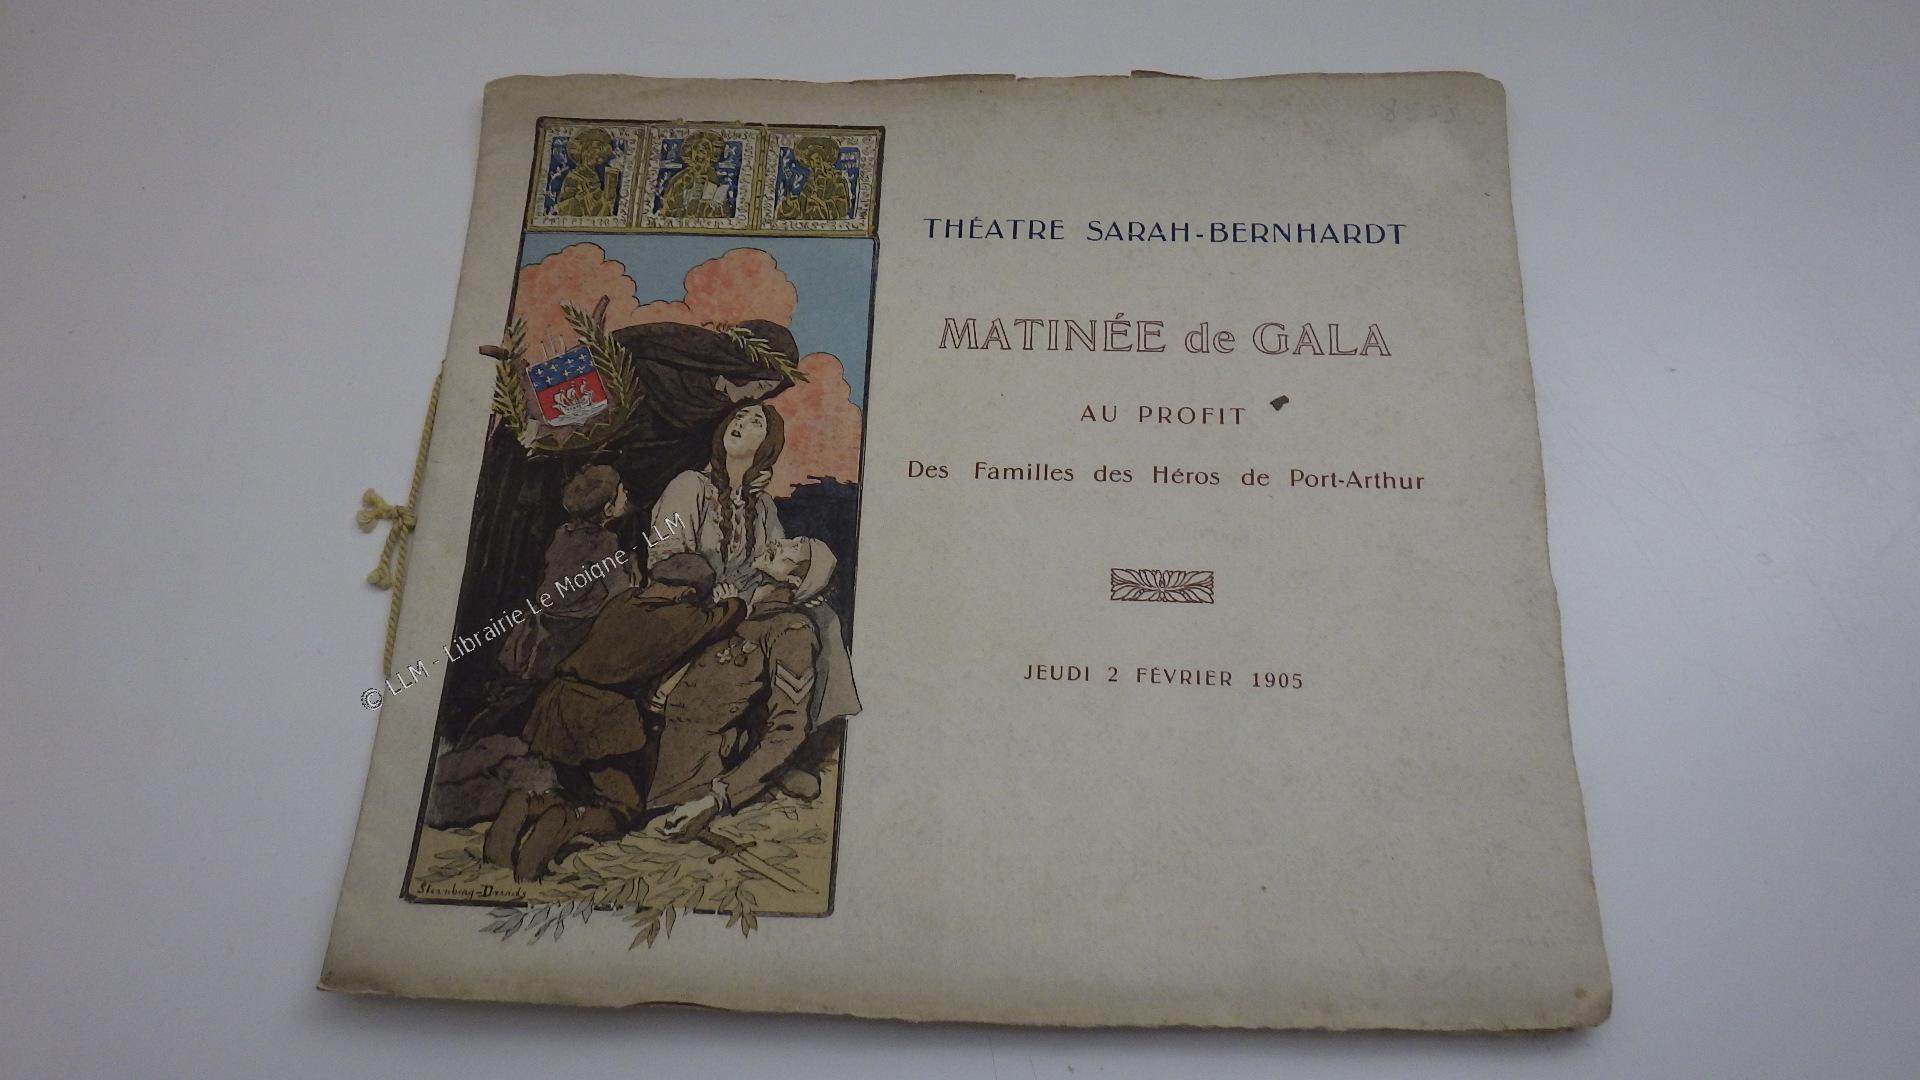 THÉATRE SARAH-BERNHARDT
MATINÉE de GALA
AU PROFIT
Des Familles des Héros de Port-Arthur
JEUDI 2 FÉVRIER 1905
© LLM - Librairie Le Moigne - LLM